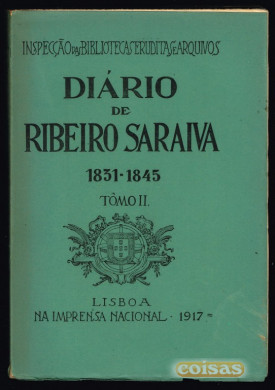 INSPECÇÃO DAS BIBLIOTECAS ERUDITAS E ARQUIVOS
DIÁRIO
DE
RIBEIRO SARAIVA
1831-1845
TÔMO II.
LISBOA
NA IMPRENSA NACIONAL · 1917
coisas